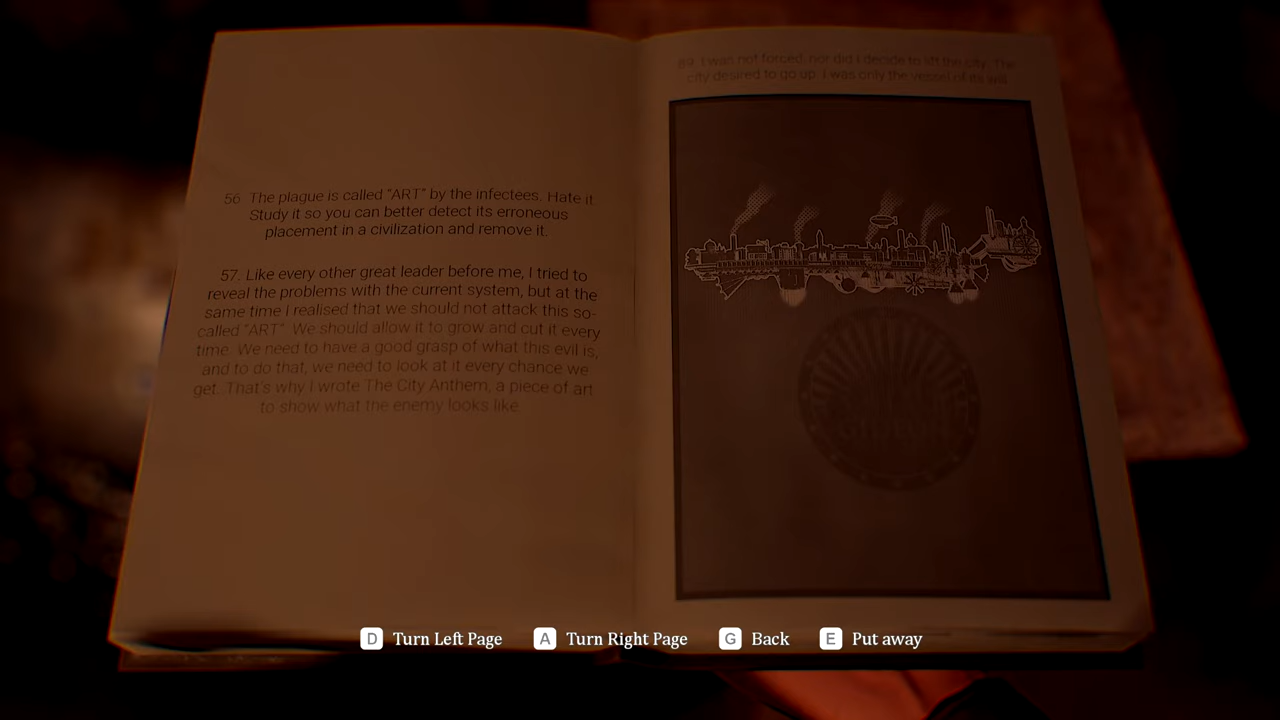 56 The plague is called “ART” by the infectees. Hate it
Study it so you can better detect its erroneous
placement in a civilization and remove it.
57. Like every other great leader before me, I tried to
reveal the problems with the current system, but at the
same time I realised that we should not attack this so-
called “ART”. We should allow it to grow and cut it every
time. We need to have a good grasp of what this evil is,
and to do that, we need to look at it every chance we
get. That's why I wrote The City Anthem, a piece of art
to show what the enemy looks like
89. I was not forced, nor did I decide to lift the city. The
city desired to go up. I was only the vessel of its will
D Turn Left Page A Turn Right Page G Back E Put away